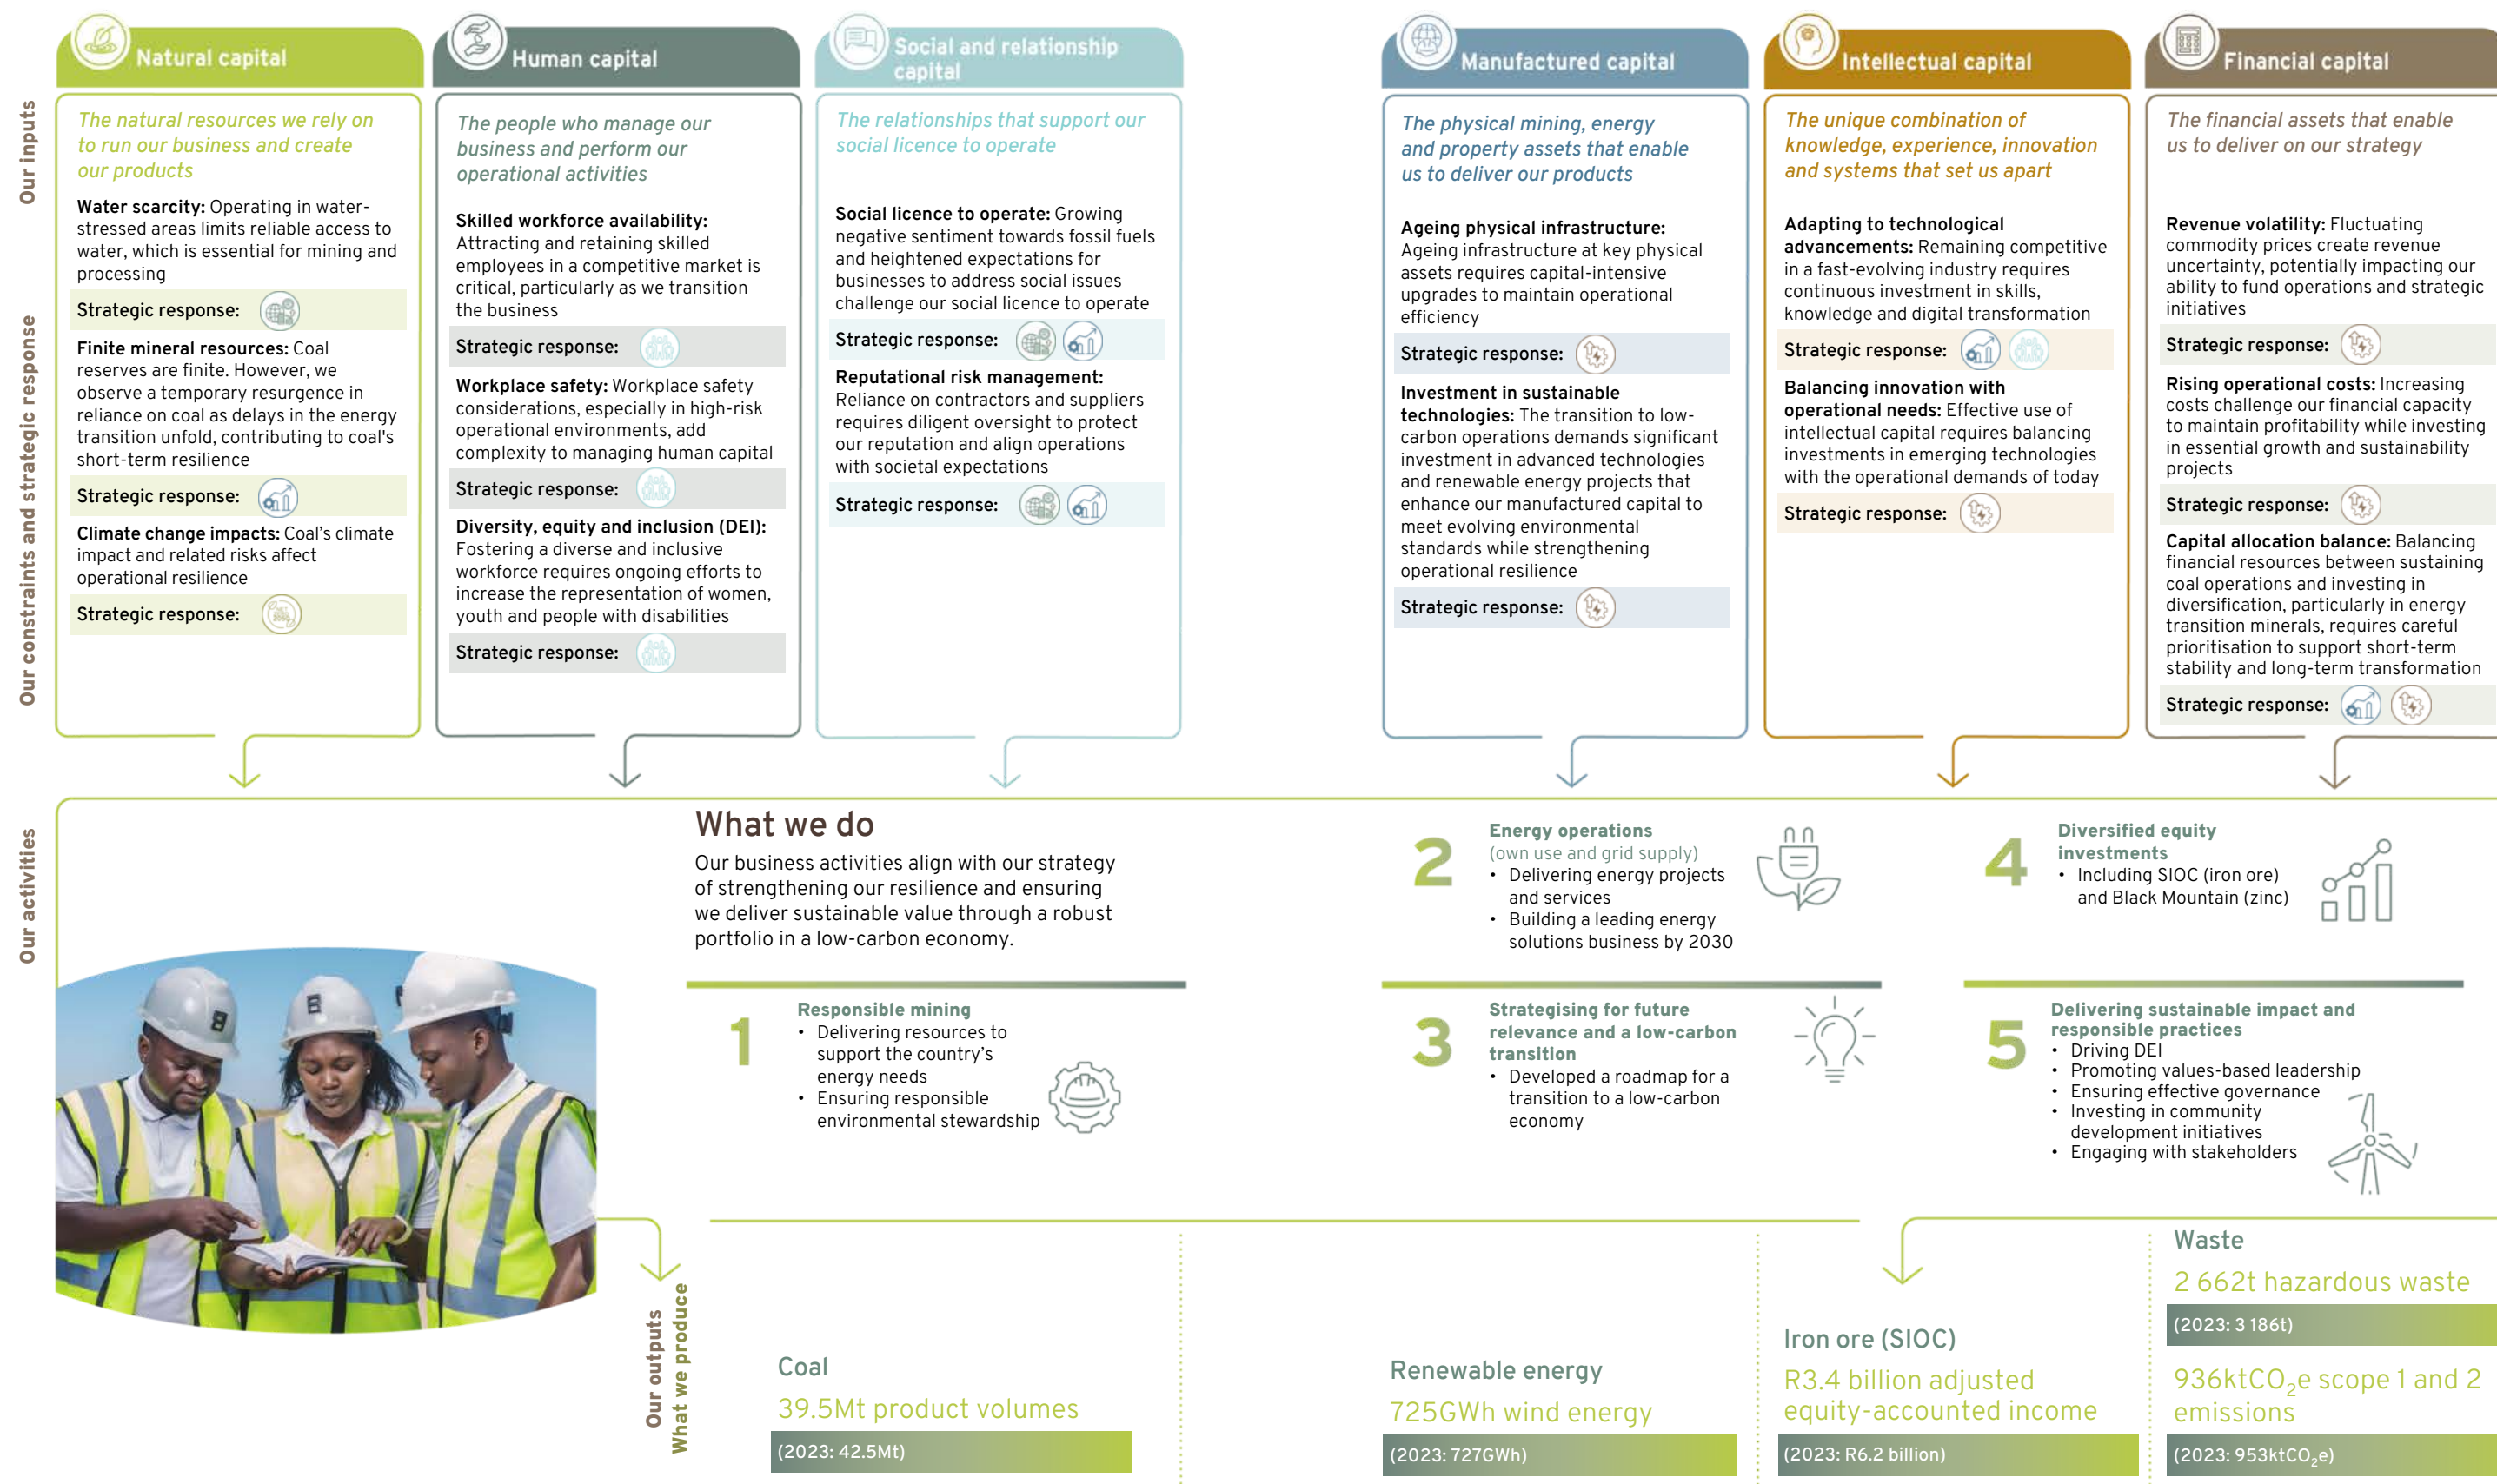 Our inputs
Our constraints and strategic response
Natural capital
The natural resources we rely on
to run our business and create
our products
Water scarcity: Operating in water-
stressed areas limits reliable access to
water, which is essential for mining and
processing
Strategic response:
Finite mineral resources: Coal
reserves are finite. However, we
observe a temporary resurgence in
reliance on coal as delays in the energy
transition unfold, contributing to coal's
short-term resilience
Strategic response:
Climate change impacts: Coal's climate
impact and related risks affect
operational resilience
Strategic response:
Human capital
The people who manage our
business and perform our
operational activities
Skilled workforce availability:
Attracting and retaining skilled
employees in a competitive market is
critical, particularly as we transition
the business
Strategic response:
Workplace safety: Workplace safety
considerations, especially in high-risk
operational environments, add
complexity to managing human capital
Strategic response:
Diversity, equity and inclusion (DEI):
Fostering a diverse and inclusive
workforce requires ongoing efforts to
increase the representation of women,
youth and people with disabilities
Strategic response:
Social and relationship
capital
The relationships that support our
social licence to operate
Social licence to operate: Growing
negative sentiment towards fossil fuels
and heightened expectations for
businesses to address social issues
challenge our social licence to operate
Strategic response:
Reputational risk management:
Reliance on contractors and suppliers
requires diligent oversight to protect
our reputation and align operations
with societal expectations
Strategic response:
Manufactured capital
The physical mining, energy
and property assets that enable
us to deliver our products
Ageing physical infrastructure:
Ageing infrastructure at key physical
assets requires capital-intensive
upgrades to maintain operational
efficiency
Strategic response:
Investment in sustainable
technologies: The transition to low-
carbon operations demands significant
investment in advanced technologies
and renewable energy projects that
enhance our manufactured capital to
meet evolving environmental
standards while strengthening
operational resilience
Strategic response:
Intellectual capital
The unique combination of
knowledge, experience, innovation
and systems that set us apart
Adapting to technological
advancements: Remaining competitive
in a fast-evolving industry requires
continuous investment in skills,
knowledge and digital transformation
Strategic response:
Balancing innovation with
operational needs: Effective use of
intellectual capital requires balancing
investments in emerging technologies
with the operational demands of today
Strategic response:
Financial capital
The financial assets that enable
us to deliver on our strategy
Revenue volatility: Fluctuating
commodity prices create revenue
uncertainty, potentially impacting our
ability to fund operations and strategic
initiatives
Strategic response:
Rising operational costs: Increasing
costs challenge our financial capacity
to maintain profitability while investing
in essential growth and sustainability
projects
Strategic response:
Capital allocation balance: Balancing
financial resources between sustaining
coal operations and investing in
diversification, particularly in energy
transition minerals, requires careful
prioritisation to support short-term
stability and long-term transformation
Strategic response:
Our activities
What we do
Our business activities align with our strategy
of strengthening our resilience and ensuring
we deliver sustainable value through a robust
portfolio in a low-carbon economy.
1
Responsible mining
• Delivering resources to
support the country's
energy needs
• Ensuring responsible
environmental stewardship
2
Energy operations
(own use and grid supply)
• Delivering energy projects
and services
• Building a leading energy
solutions business by 2030
3
Strategising for future
relevance and a low-carbon
transition
• Developed a roadmap for a
transition to a low-carbon
economy
4
Diversified equity
investments
• Including SIOC (iron ore)
and Black Mountain (zinc)
5
Delivering sustainable impact and
responsible practices
• Driving DEI
• Promoting values-based leadership
• Ensuring effective governance
• Investing in community
development initiatives
• Engaging with stakeholders
Our outputs
What we produce
Coal
39.5Mt product volumes
(2023: 42.5Mt)
Renewable energy
725GWh wind energy
(2023: 727GWh)
Iron ore (SIOC)
R3.4 billion adjusted
equity-accounted income
(2023: R6.2 billion)
Waste
2 662t hazardous waste
(2023: 3 186t)
936ktCO₂e scope 1 and 2
emissions
(2023: 953ktCO₂e)